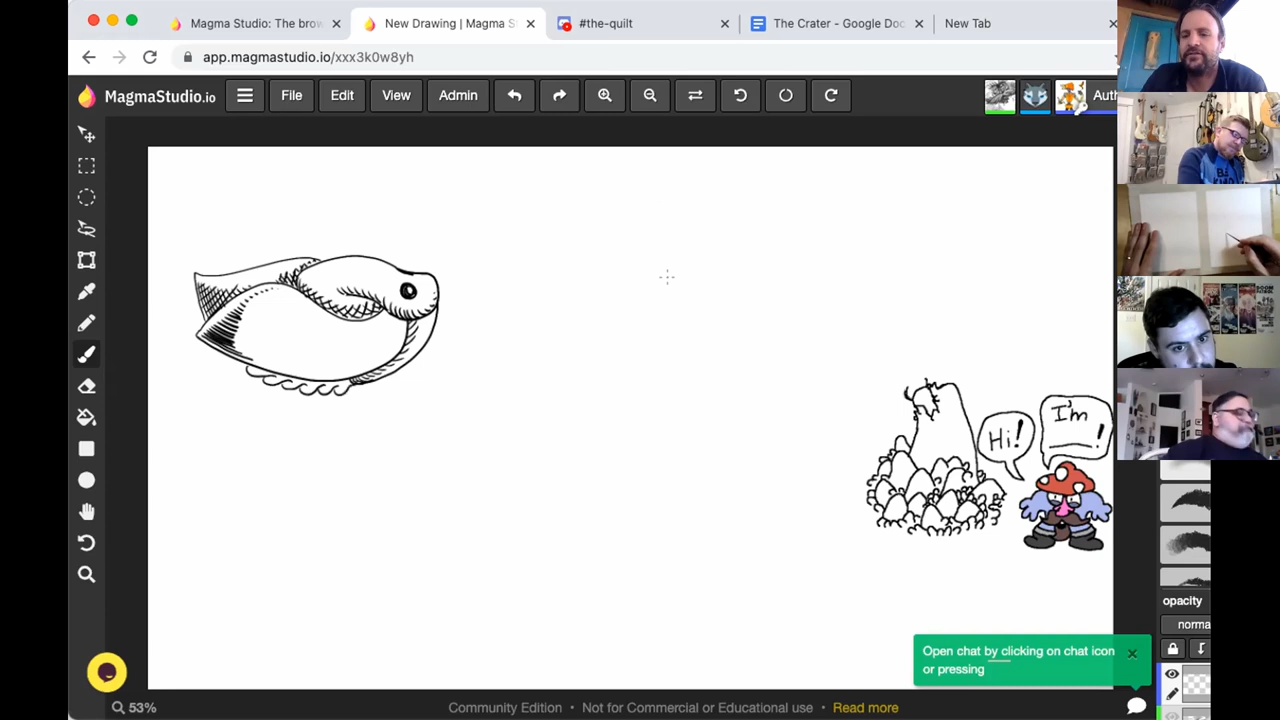 Magma Studio: The brow
New Drawing | Magma S
#the-quilt
The Crater - Google Doc
New Tab
app.magmastudio.io/xxx3k0w8yh
MagmaStudio.io
File
Edit
View
Admin
Auth
Hi!
I'm
!
opacity
norma
Open chat by clicking on chat icon
or pressing
53%
Community Edition • Not for Commercial or Educational use • Read more